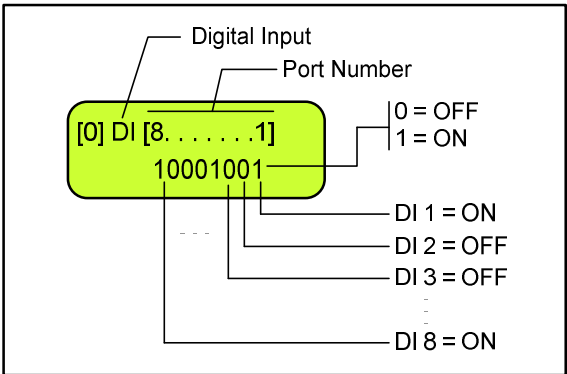 Digital Input
Port Number
[0] DI [8. . . . . . .1]
10001001
0 = OFF
1 = ON
DI 1 = ON
DI 2 = OFF
DI 3 = OFF
DI 8 = ON